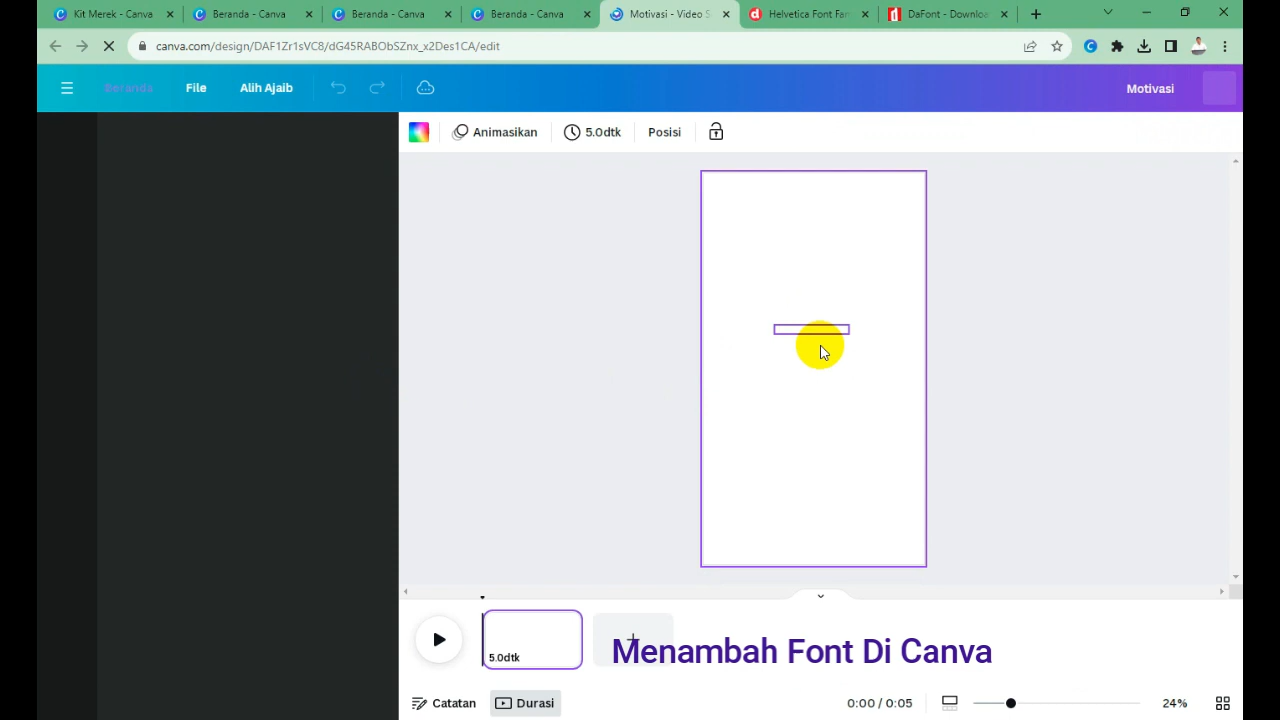 Kit Merek - Canva
Beranda - Canva
Beranda - Canva
Beranda - Canva
Motivasi - Video S
Helvetica Font Fam
DaFont - Downloa
canva.com/design/DAF1Zr1sVC8/dG45RABObSZnx_x2Des1CA/edit
Beranda
File
Alih Ajaib
Motivasi
Animasikan
5.0dtk
Posisi
5.0dtk
Menambah Font Di Canva
Catatan
Durasi
0:00 / 0:05
24%